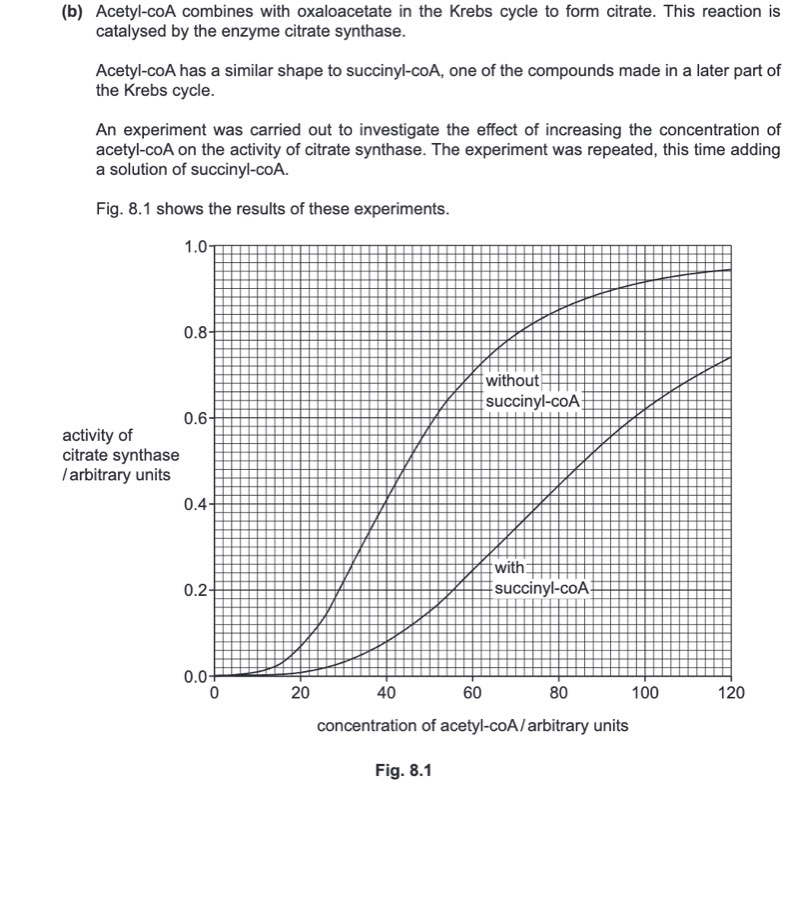 (b) Acetyl-coA combines with oxaloacetate in the Krebs cycle to form citrate. This reaction is
catalysed by the enzyme citrate synthase.
Acetyl-coA has a similar shape to succinyl-coA, one of the compounds made in a later part of
the Krebs cycle.
An experiment was carried out to investigate the effect of increasing the concentration of
acetyl-coA on the activity of citrate synthase. The experiment was repeated, this time adding
a solution of succinyl-coA.
Fig. 8.1 shows the results of these experiments.
1.0
0.8
without
succinyl-coA
0.6
activity of
citrate synthase
/ arbitrary units
0.4
with
succinyl-coA
0.2
0.0
0 20 40 60 80 100 120
concentration of acetyl-coA / arbitrary units
Fig. 8.1